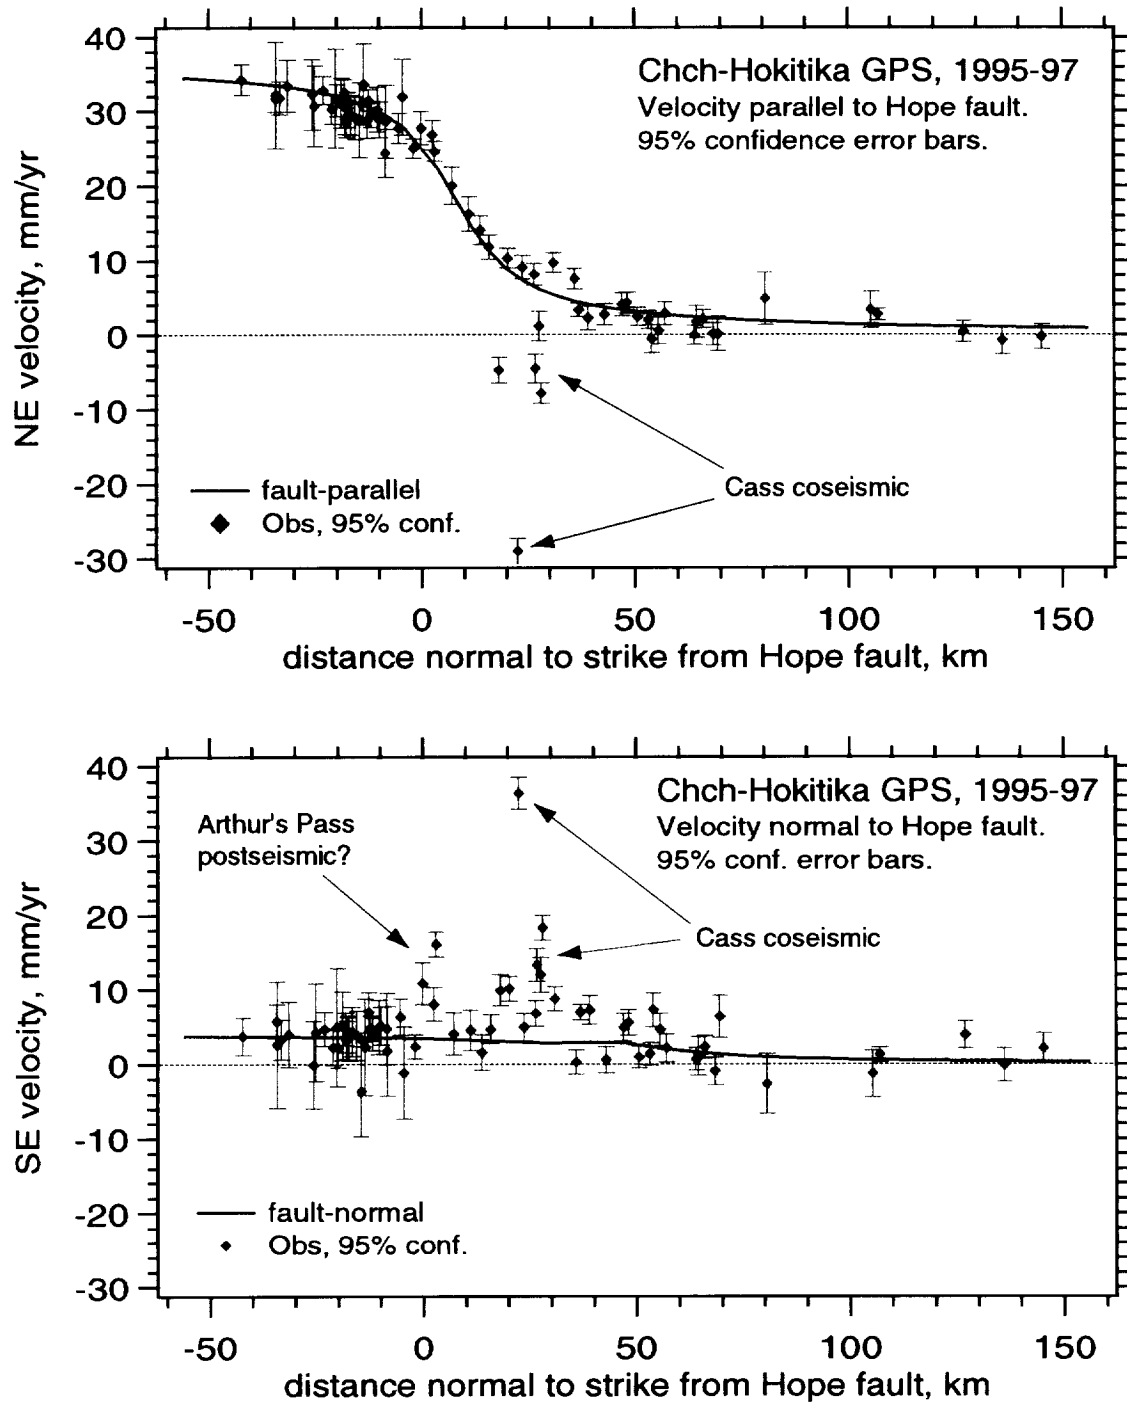 Chch-Hokitika GPS, 1995-97
Velocity parallel to Hope fault.
95% confidence error bars.
NE velocity, mm/yr
40
30
20
10
0
-10
-20
-30
Cass coseismic
fault-parallel
Obs, 95% conf.
-50
0
50
100
150
distance normal to strike from Hope fault, km
Chch-Hokitika GPS, 1995-97
Velocity normal to Hope fault.
95% conf. error bars.
Arthur's Pass
postseismic?
Cass coseismic
SE velocity, mm/yr
40
30
20
10
0
-10
-20
-30
fault-normal
Obs, 95% conf.
-50
0
50
100
150
distance normal to strike from Hope fault, km